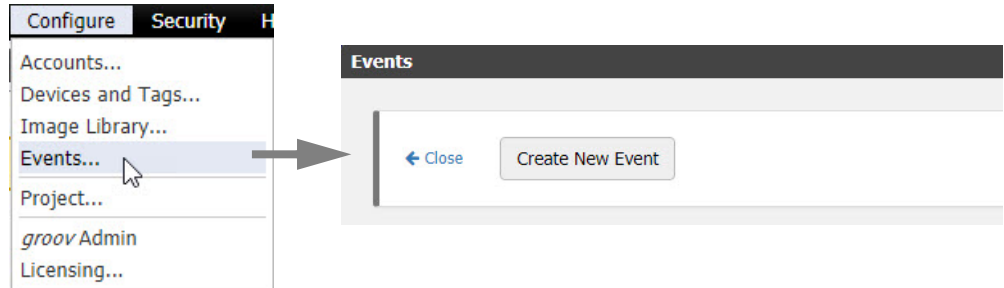 Configure Security H
Accounts...
Devices and Tags...
Image Library...
Events...
Project...
groov Admin
Licensing...
Events
Close Create New Event